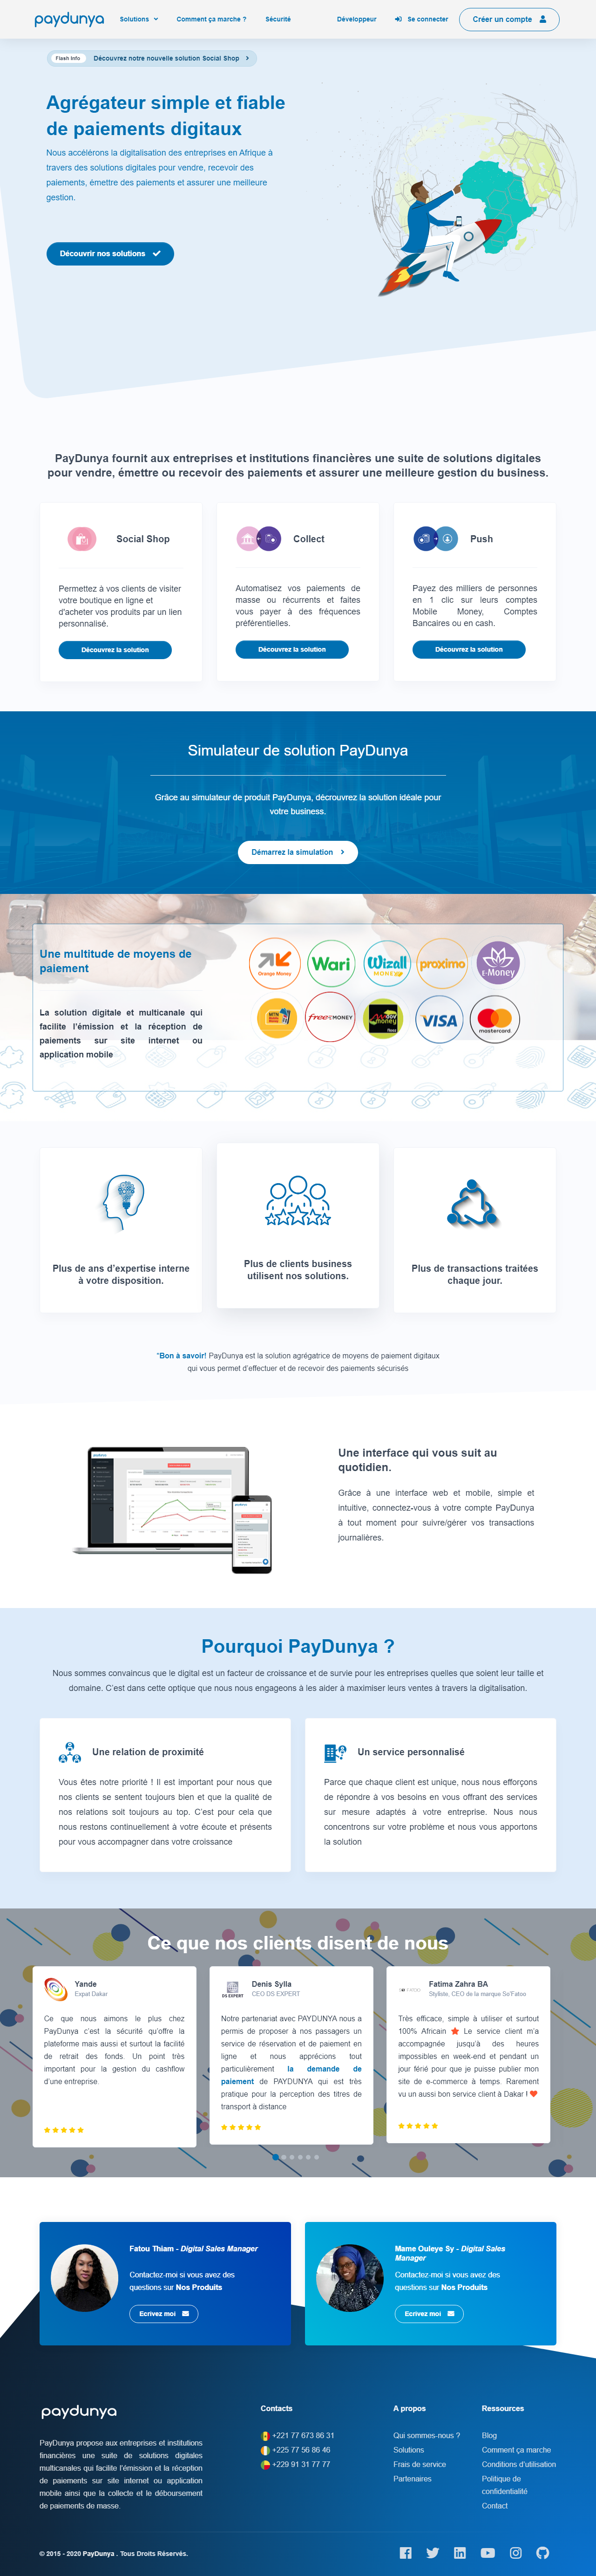 paydunya
Solutions
Comment ça marche ?
Sécurité
Développeur
Se connecter
Créer un compte
Flash Info
Découvrez notre nouvelle solution Social Shop
Agrégateur simple et fiable
de paiements digitaux
Nous accélérons la digitalisation des entreprises en Afrique à
travers des solutions digitales pour vendre, recevoir des
paiements, émettre des paiements et assurer une meilleure
gestion.
Découvrir nos solutions
PayDunya fournit aux entreprises et institutions financières une suite de solutions digitales
pour vendre, émettre ou recevoir des paiements et assurer une meilleure gestion du business.
Social Shop
Permettez à vos clients de visiter
votre boutique en ligne et
d'acheter vos produits par un lien
personnalisé.
Découvrez la solution
Collect
Automatisez vos paiements de
masse ou récurrents et faites
vous payer à des fréquences
préférentielles.
Découvrez la solution
Push
Payez des milliers de personnes
en 1 clic sur leurs comptes
Mobile Money, Comptes
Bancaires ou en cash.
Découvrez la solution
Simulateur de solution PayDunya
Grâce au simulateur de produit PayDunya, découvrez la solution idéale pour
votre business.
Démarrez la simulation
Une multitude de moyens de
paiement
La solution digitale et multicanale qui
facilite l'émission et la réception de
paiements sur site internet ou
application mobile
Orange Money
Wari
Wizall
MONEY
proximo
e-Money
free MONEY
VISA
mastercard
Plus de ans d'expertise interne
à votre disposition.
Plus de clients business
utilisent nos solutions.
Plus de transactions traitées
chaque jour.
"Bon à savoir! PayDunya est la solution agrégatrice de moyens de paiement digitaux
qui vous permet d'effectuer et de recevoir des paiements sécurisés
Une interface qui vous suit au
quotidien.
Grâce à une interface web et mobile, simple et
intuitive, connectez-vous à votre compte PayDunya
à tout moment pour suivre/gérer vos transactions
journalières.
Pourquoi PayDunya ?
Nous sommes convaincus que le digital est un facteur de croissance et de survie pour les entreprises quelles que soient leur taille et
domaine. C'est dans cette optique que nous nous engageons à les aider à maximiser leurs ventes à travers la digitalisation.
Une relation de proximité
Vous êtes notre priorité ! Il est important pour nous que
nos clients se sentent toujours bien et que la qualité de
nos relations soit toujours au top. C'est pour cela que
nous restons continuellement à votre écoute et présents
pour vous accompagner dans votre croissance
Un service personnalisé
Parce que chaque client est unique, nous nous efforçons
de répondre à vos besoins en vous offrant des services
sur mesure adaptés à votre entreprise. Nous nous
concentrons sur votre problème et nous vous apportons
la solution
Ce que nos clients disent de nous
Yande
Expat Dakar
Ce que nous aimons le plus chez
PayDunya c'est la sécurité qu'offre la
plateforme mais aussi et surtout la facilité
de retrait des fonds. Un point très
important pour la gestion du cashflow
d'une entreprise.
DS EXPERT
Denis Sylla
CEO DS-EXPERT
Notre partenariat avec PAYDUNYA nous a
permis de proposer à nos passagers un
service de réservation et de paiement en
ligne et nous apprécions tout
particulièrement la demande de
paiement de PAYDUNYA qui est très
pratique pour la perception des titres de
transport à distance
Fatima Zahra BA
Styliste, CEO de la marque So'Fatoo
Très efficace, simple à utiliser et surtout
100% Africain Le service client m'a
accompagnée jusqu'à des heures
impossibles en week-end et pendant un
jour férié pour que je puisse publier mon
site de e-commerce à temps. Rarement
vu un aussi bon service client à Dakar !
Fatou Thiam - Digital Sales Manager
Contactez-moi si vous avez des
questions sur Nos Produits
Ecrivez moi
Mame Ouleye Sy - Digital Sales
Manager
Contactez-moi si vous avez des
questions sur Nos Produits
Ecrivez moi
paydunya
PayDunya propose aux entreprises et institutions
financières une suite de solutions digitales
multicanales qui facilite l'émission et la réception
de paiements sur site internet ou application
mobile ainsi que la collecte et le déboursement
de paiements de masse.
Contacts
+221 77 673 86 31
+225 77 56 86 46
+229 91 31 77 77
A propos
Qui sommes-nous ?
Solutions
Frais de service
Partenaires
Ressources
Blog
Comment ça marche
Conditions d'utilisation
Politique de
confidentialité
Contact
© 2015 - 2020 PayDunya . Tous Droits Réservés.